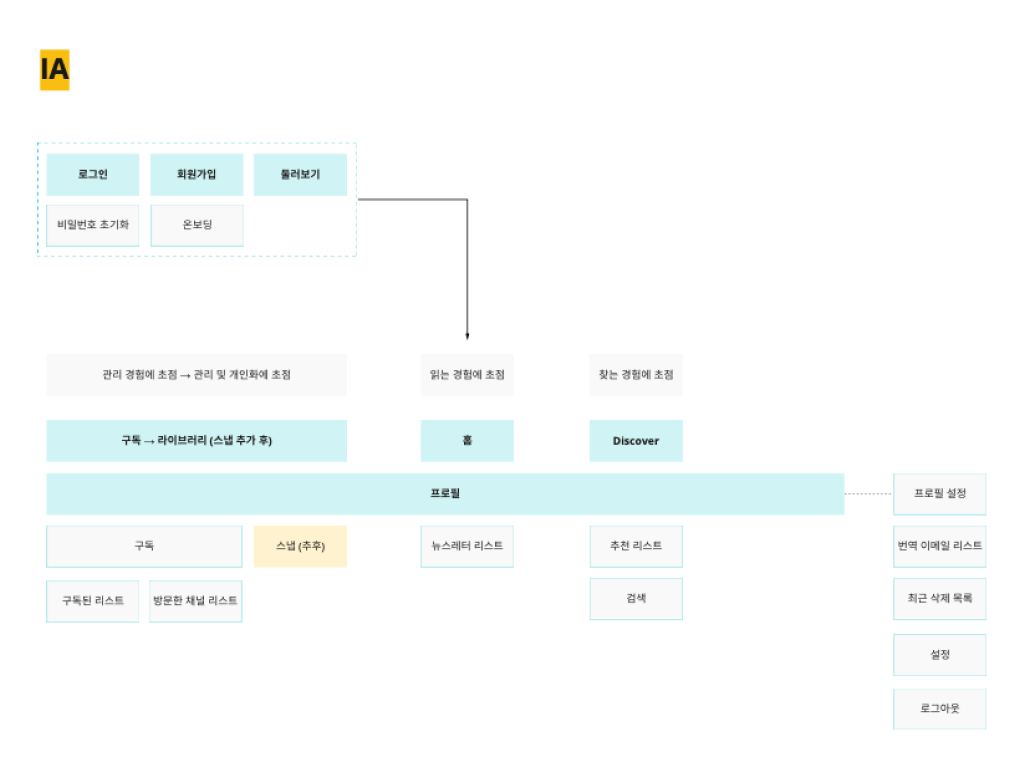 IA
로그인
회원가입
둘러보기
비밀번호 초기화
온보딩
관리 경험에 초점 → 관리 및 개인화에 초점
읽는 경험에 초점
찾는 경험에 초점
구독 → 라이브러리 (스냅 추가 후)
홈
Discover
프로필
프로필 설정
구독
스냅 (추후)
뉴스레터 리스트
추천 리스트
번역 이메일 리스트
구독된 리스트
방문한 채널 리스트
검색
최근 삭제 목록
설정
로그아웃